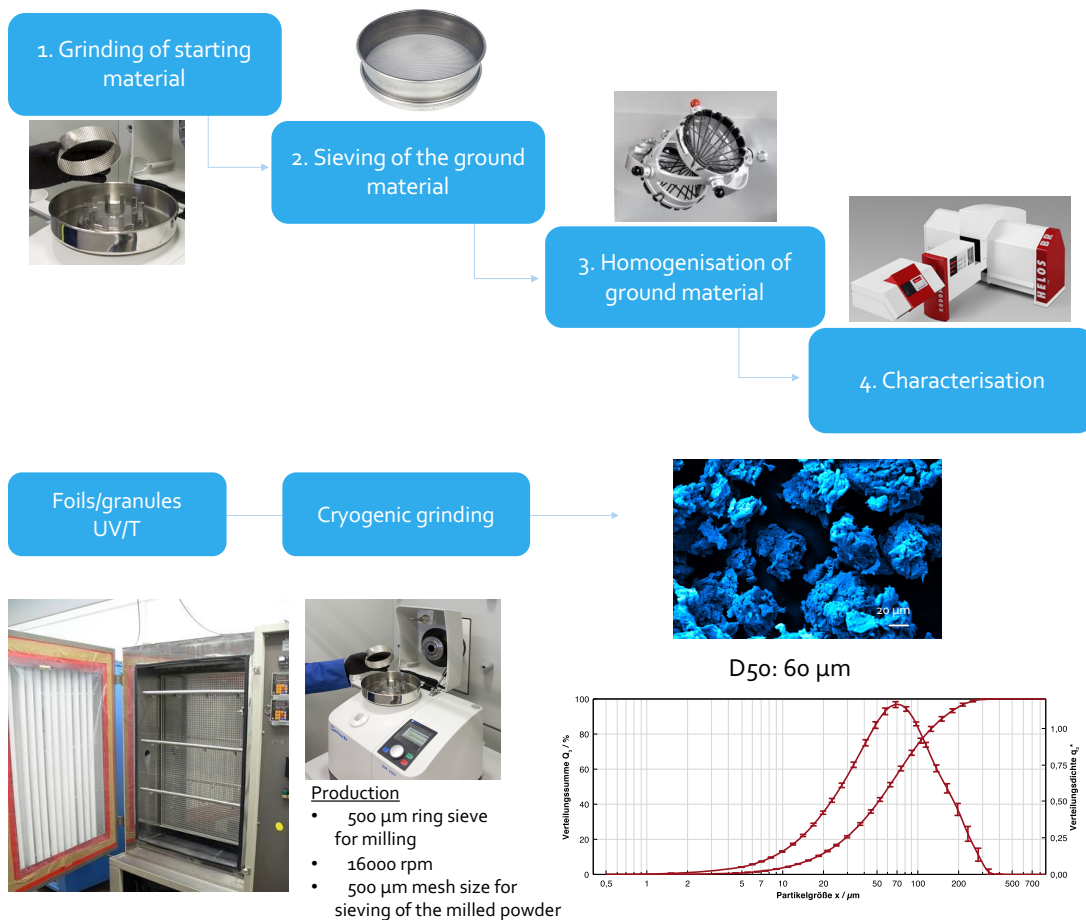 1. Grinding of starting
material
2. Sieving of the ground
material
3. Homogenisation of
ground material
HELOS BR
4. Characterisation
Foils/granules
UV/T
Cryogenic grinding
20 µm
D50: 60 µm
Production
• 500 µm ring sieve
for milling
• 16000 rpm
• 500 µm mesh size for
sieving of the milled powder
Verteilungssumme Q₃ / %
100
80
60
40
20
0
1,00
0,75
0,50
0,25
0,00
Verteilungsdichte q₃*
0,5 1 2 5 7 10 20 50 70 100 200 500 700
Partikelgröße x / µm